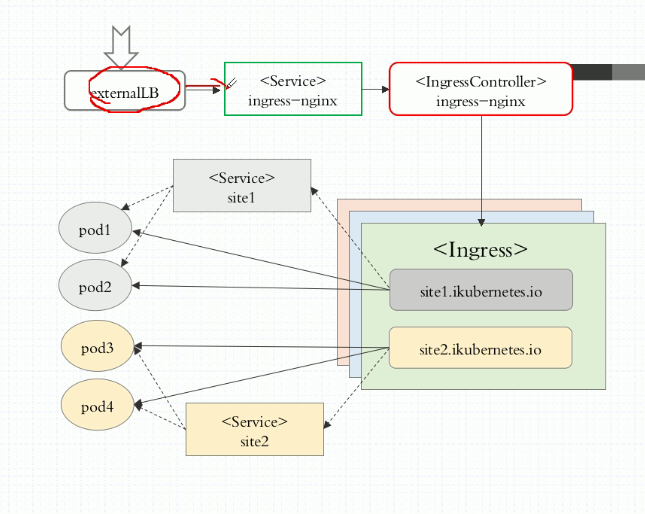 externalLB
<Service>
ingress-nginx
<IngressController>
ingress-nginx
<Service>
site1
pod1
pod2
<Ingress>
site1.ikubernetes.io
site2.ikubernetes.io
pod3
pod4
<Service>
site2